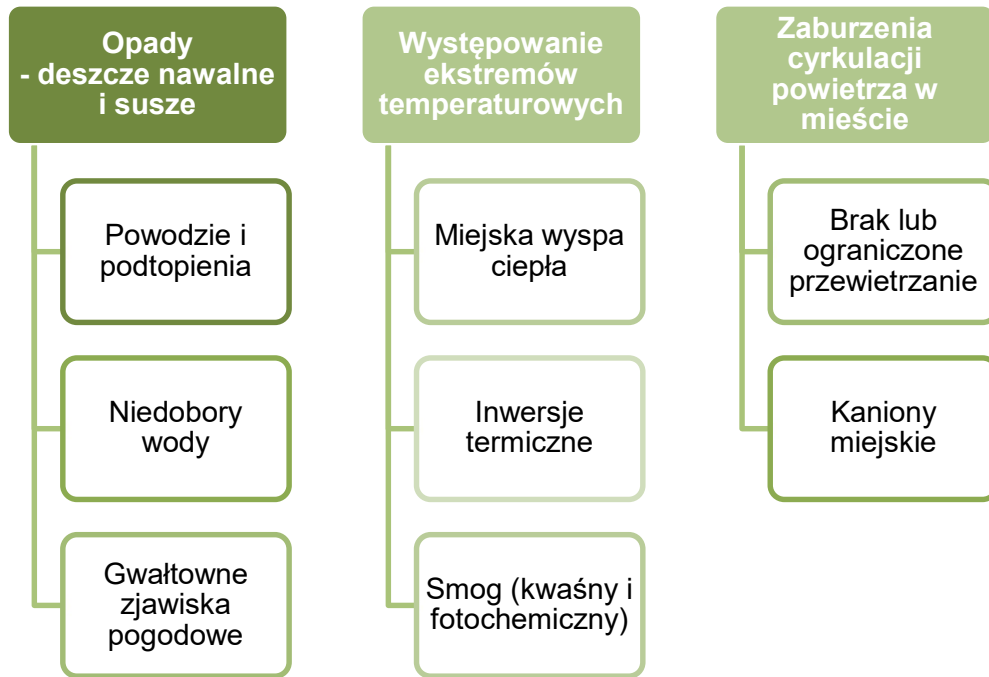 Opady
- deszcze nawalne
i susze
Powodzie i
podtopienia
Niedobory
wody
Gwałtowne
zjawiska
pogodowe
Występowanie
ekstremów
temperaturowych
Miejska wyspa
ciepła
Inwersje
termiczne
Smog (kwaśny i
fotochemiczny)
Zaburzenia
cyrkulacji
powietrza w
mieście
Brak lub
ograniczone
przewietrzanie
Kaniony
miejskie